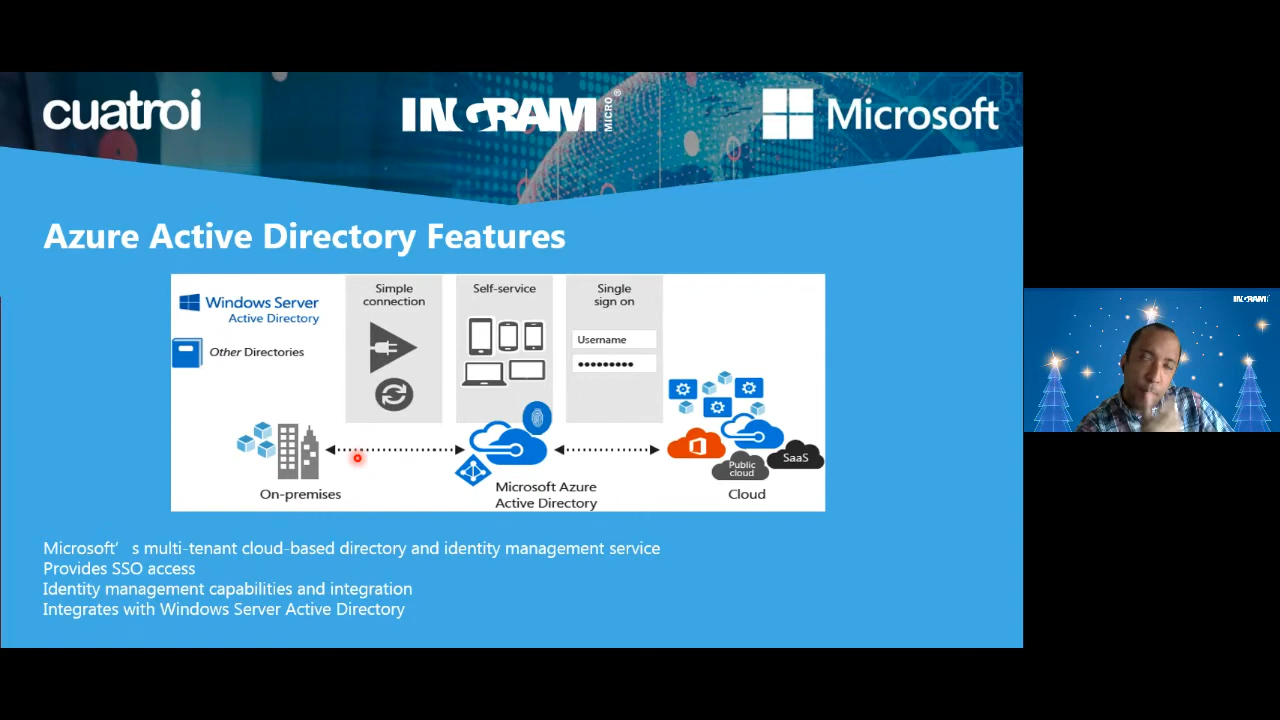 cuatroi
INGRAM
MICRO®
Microsoft
Azure Active Directory Features
Windows Server
Active Directory
Other Directories
Simple
connection
Self-service
Single
sign on
Username
On-premises
Microsoft Azure
Active Directory
Public
cloud
SaaS
Cloud
Microsoft’s multi-tenant cloud-based directory and identity management service
Provides SSO access
Identity management capabilities and integration
Integrates with Windows Server Active Directory
INGRAM